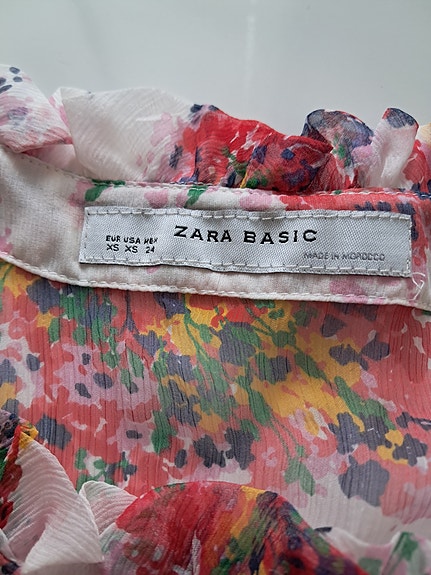 EUR USA MEX
XS XS 24
ZARA BASIC
MADE IN MOROCCO